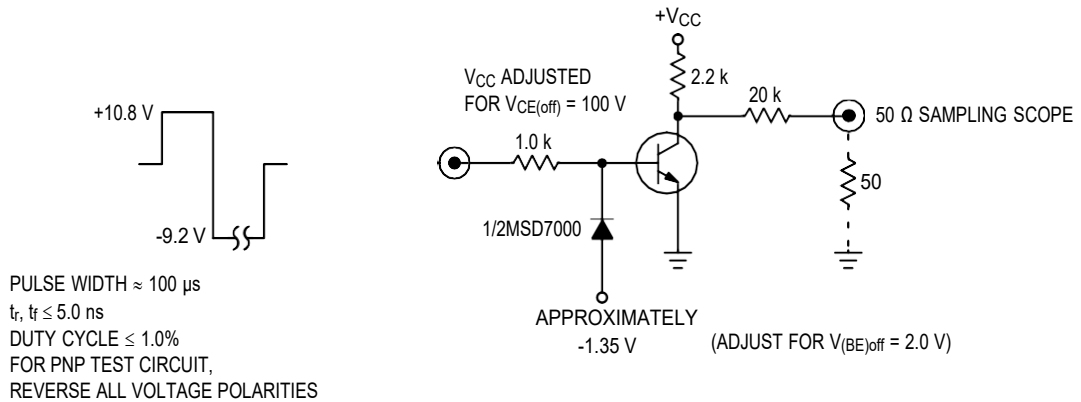 +10.8 V
-9.2 V
PULSE WIDTH ≈ 100 μs
tr, tf ≤ 5.0 ns
DUTY CYCLE ≤ 1.0%
FOR PNP TEST CIRCUIT,
REVERSE ALL VOLTAGE POLARITIES
+VCC
2.2 k
VCC ADJUSTED
FOR VCE(off) = 100 V
20 k
50 Ω SAMPLING SCOPE
1.0 k
50
1/2MSD7000
APPROXIMATELY
-1.35 V
(ADJUST FOR V(BE)off = 2.0 V)